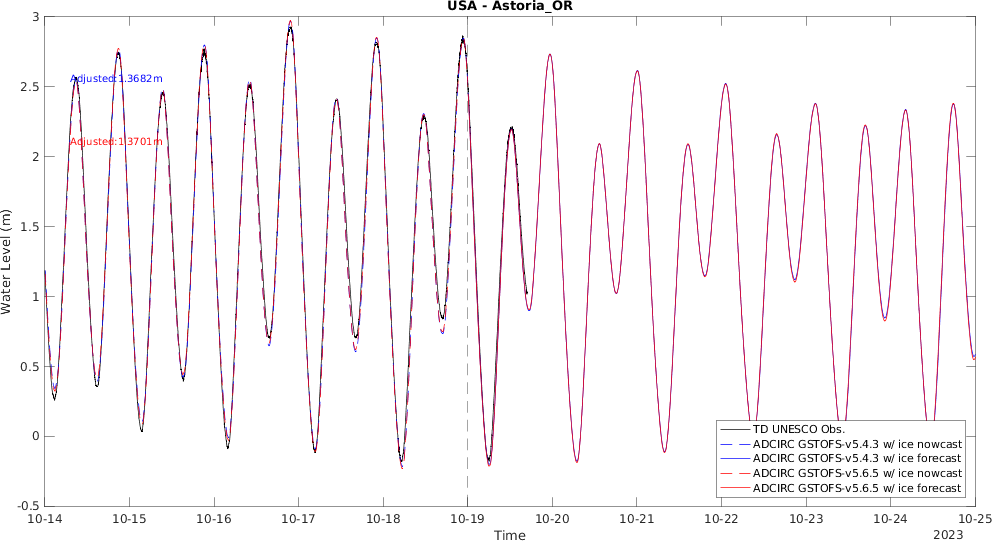 USA - Astoria_OR
3
2.5
2
1.5
1
0.5
0
-0.5
Water Level (m)
Adjusted:1.3682m
Adjusted:1.3701m
TD UNESCO Obs.
ADCIRC GSTOFS-v5.4.3 w/ ice nowcast
ADCIRC GSTOFS-v5.4.3 w/ ice forecast
ADCIRC GSTOFS-v5.6.5 w/ ice nowcast
ADCIRC GSTOFS-v5.6.5 w/ ice forecast
10-14 10-15 10-16 10-17 10-18 10-19 10-20 10-21 10-22 10-23 10-24 10-25
Time
2023